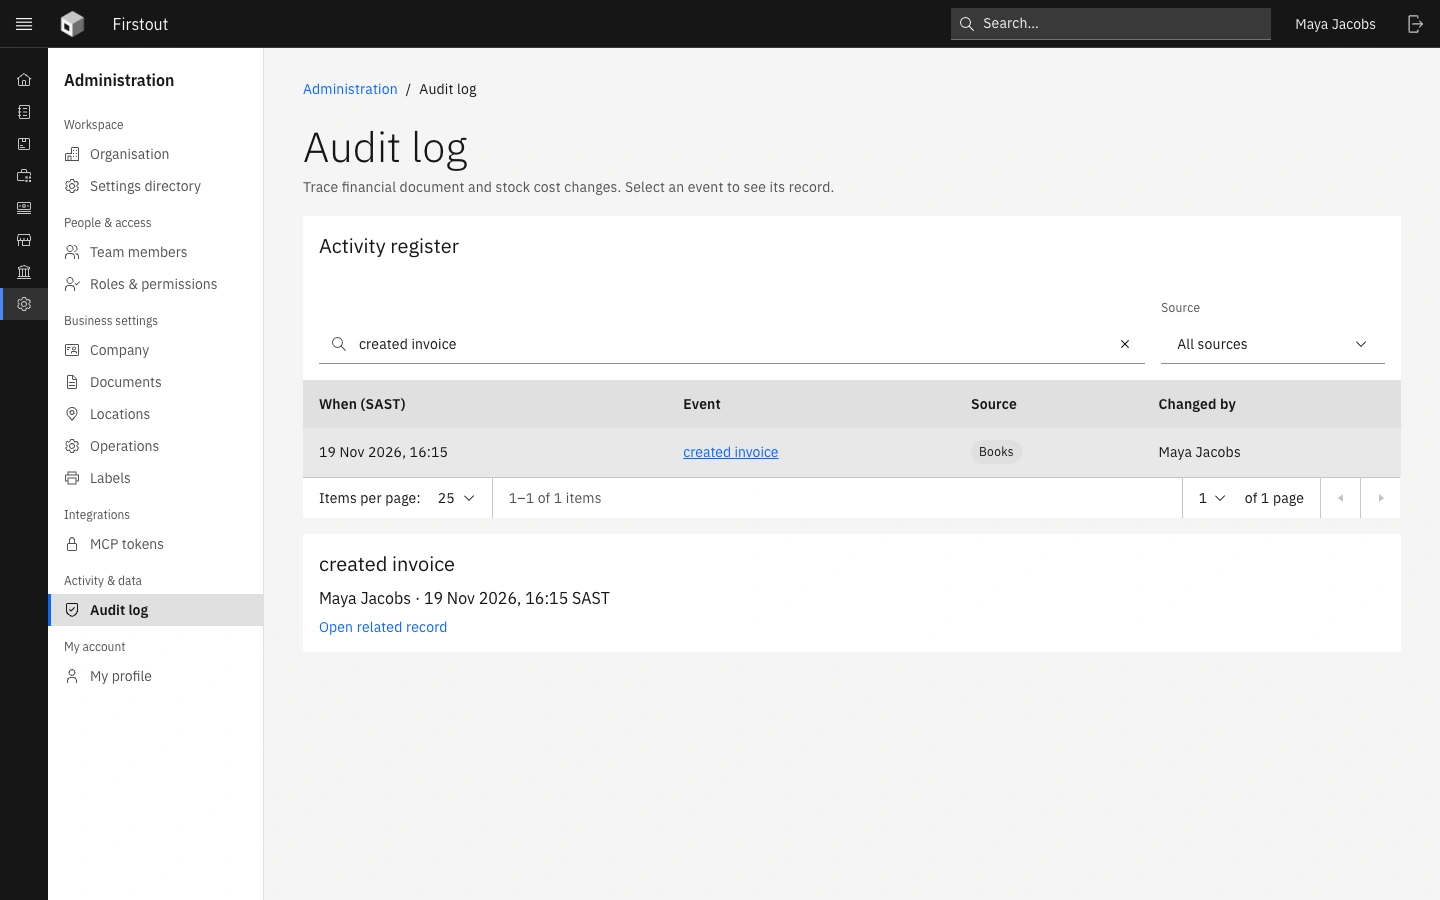 Firstout
Search...
Maya Jacobs
Administration
Workspace
Organisation
Settings directory
People & access
Team members
Roles & permissions
Business settings
Company
Documents
Locations
Operations
Labels
Integrations
MCP tokens
Activity & data
Audit log
My account
My profile
Administration / Audit log
Audit log
Trace financial document and stock cost changes. Select an event to see its record.
Activity register
Source
created invoice
All sources
When (SAST) Event Source Changed by
19 Nov 2026, 16:15 created invoice Books Maya Jacobs
Items per page: 25 1–1 of 1 items 1 of 1 page
created invoice
Maya Jacobs · 19 Nov 2026, 16:15 SAST
Open related record